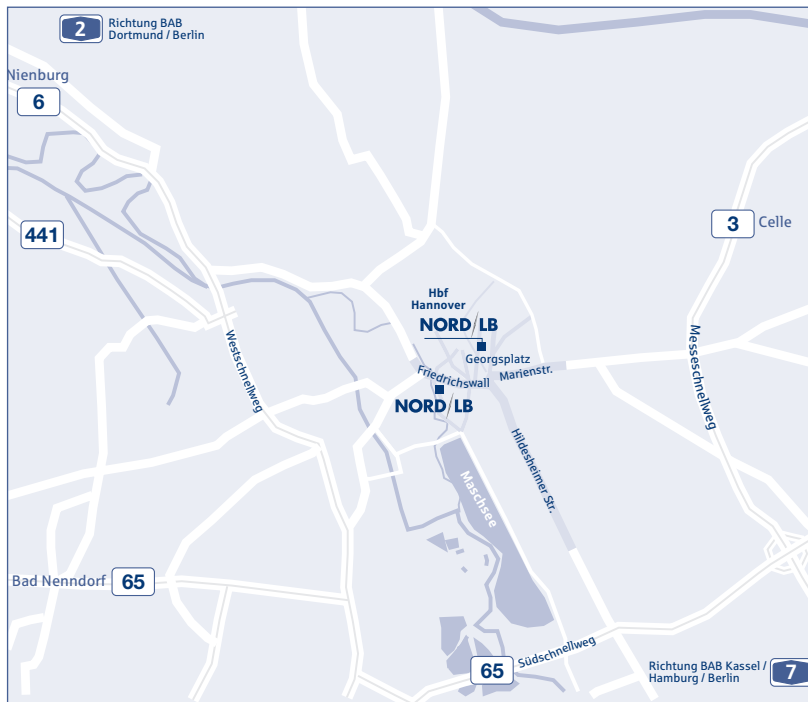 2
Richtung BAB
Dortmund / Berlin
Nienburg
6
441
3
Celle
Hbf
Hannover
NORD/LB
Georgsplatz
Friedrichswall
Marienstr.
NORD/LB
Westschnellweg
Messeschnellweg
Hildesheimer Str.
Maschsee
Bad Nenndorf
65
65
Südschnellweg
Richtung BAB Kassel /
Hamburg / Berlin
7